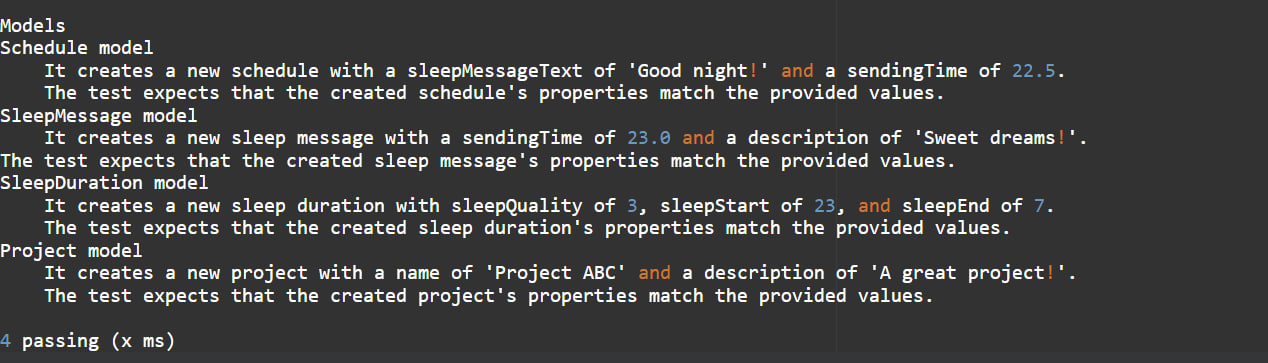 Models
Schedule model
It creates a new schedule with a sleepMessageText of 'Good night!' and a sendingTime of 22.5.
The test expects that the created schedule's properties match the provided values.
SleepMessage model
It creates a new sleep message with a sendingTime of 23.0 and a description of 'Sweet dreams!'.
The test expects that the created sleep message's properties match the provided values.
SleepDuration model
It creates a new sleep duration with sleepQuality of 3, sleepStart of 23, and sleepEnd of 7.
The test expects that the created sleep duration's properties match the provided values.
Project model
It creates a new project with a name of 'Project ABC' and a description of 'A great project!'.
The test expects that the created project's properties match the provided values.
4 passing (x ms)